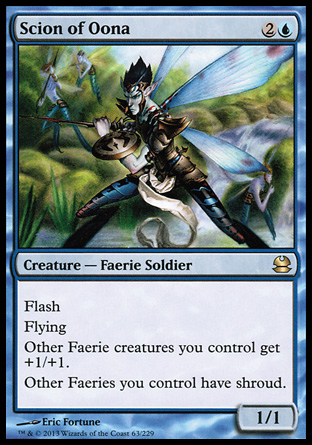 Scion of Oona 2
Creature — Faerie Soldier
Flash
Flying
Other Faerie creatures you control get
+1/+1.
Other Faeries you control have shroud.
Eric Fortune
™ & © 2013 Wizards of the Coast 63/229
1/1